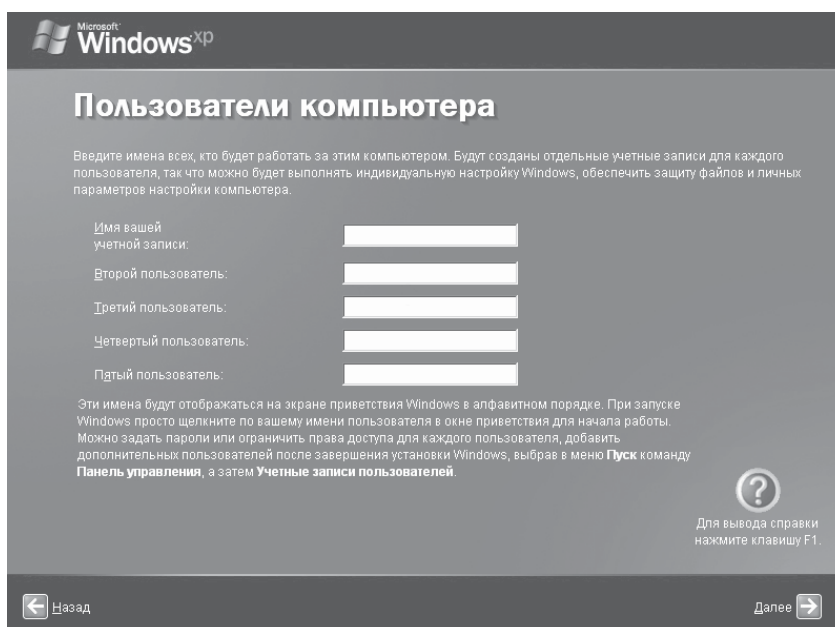 Microsoft
Windows xp
Пользователи компьютера
Введите имена всех, кто будет работать за этим компьютером. Будут созданы отдельные учетные записи для каждого
пользователя, так что можно будет выполнять индивидуальную настройку Windows, обеспечить защиту файлов и личных
параметров настройки компьютера.
Имя вашей
учетной записи:
Второй пользователь:
Третий пользователь:
Четвертый пользователь:
Пятый пользователь:
Эти имена будут отображаться на экране приветствия Windows в алфавитном порядке. При запуске
Windows просто щелкните по вашему имени пользователя в окне приветствия для начала работы.
Можно задать пароли или ограничить права доступа для каждого пользователя, добавить
дополнительных пользователей после завершения установки Windows, выбрав в меню Пуск команду
Панель управления, а затем Учетные записи пользователей.
?
Для вывода справки
нажмите клавишу F1.
Назад
Далее